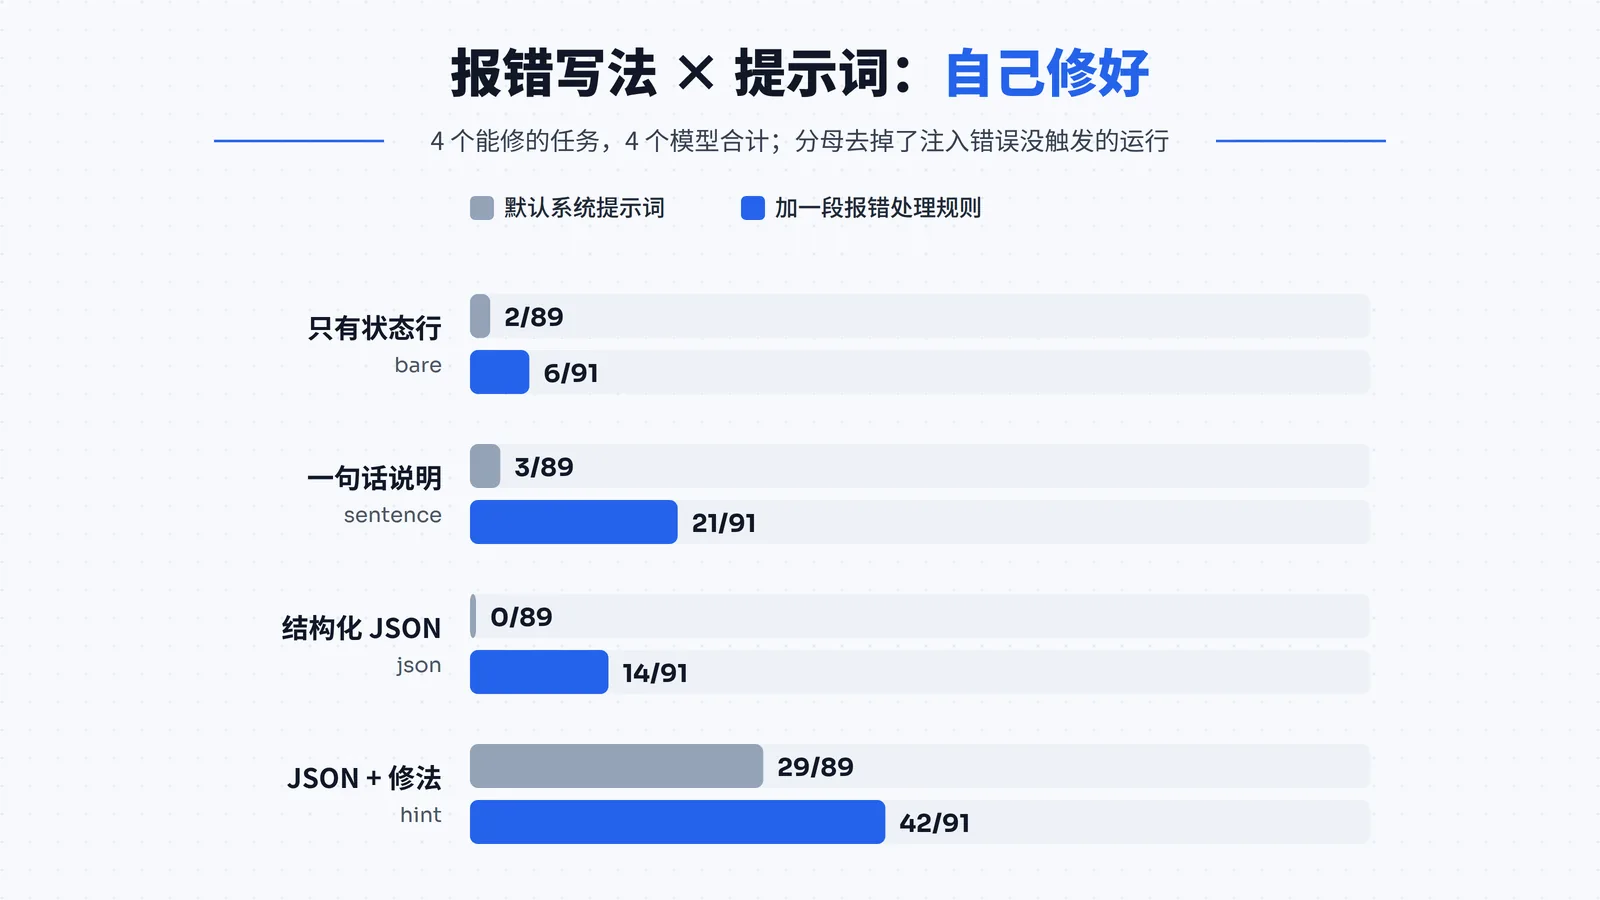 报错写法 × 提示词：自己修好
4 个能修的任务，4 个模型合计；分母去掉了注入错误没触发的运行
默认系统提示词
加一段报错处理规则
只有状态行
bare
2/89
6/91
一句话说明
sentence
3/89
21/91
结构化 JSON
json
0/89
14/91
JSON + 修法
hint
29/89
42/91